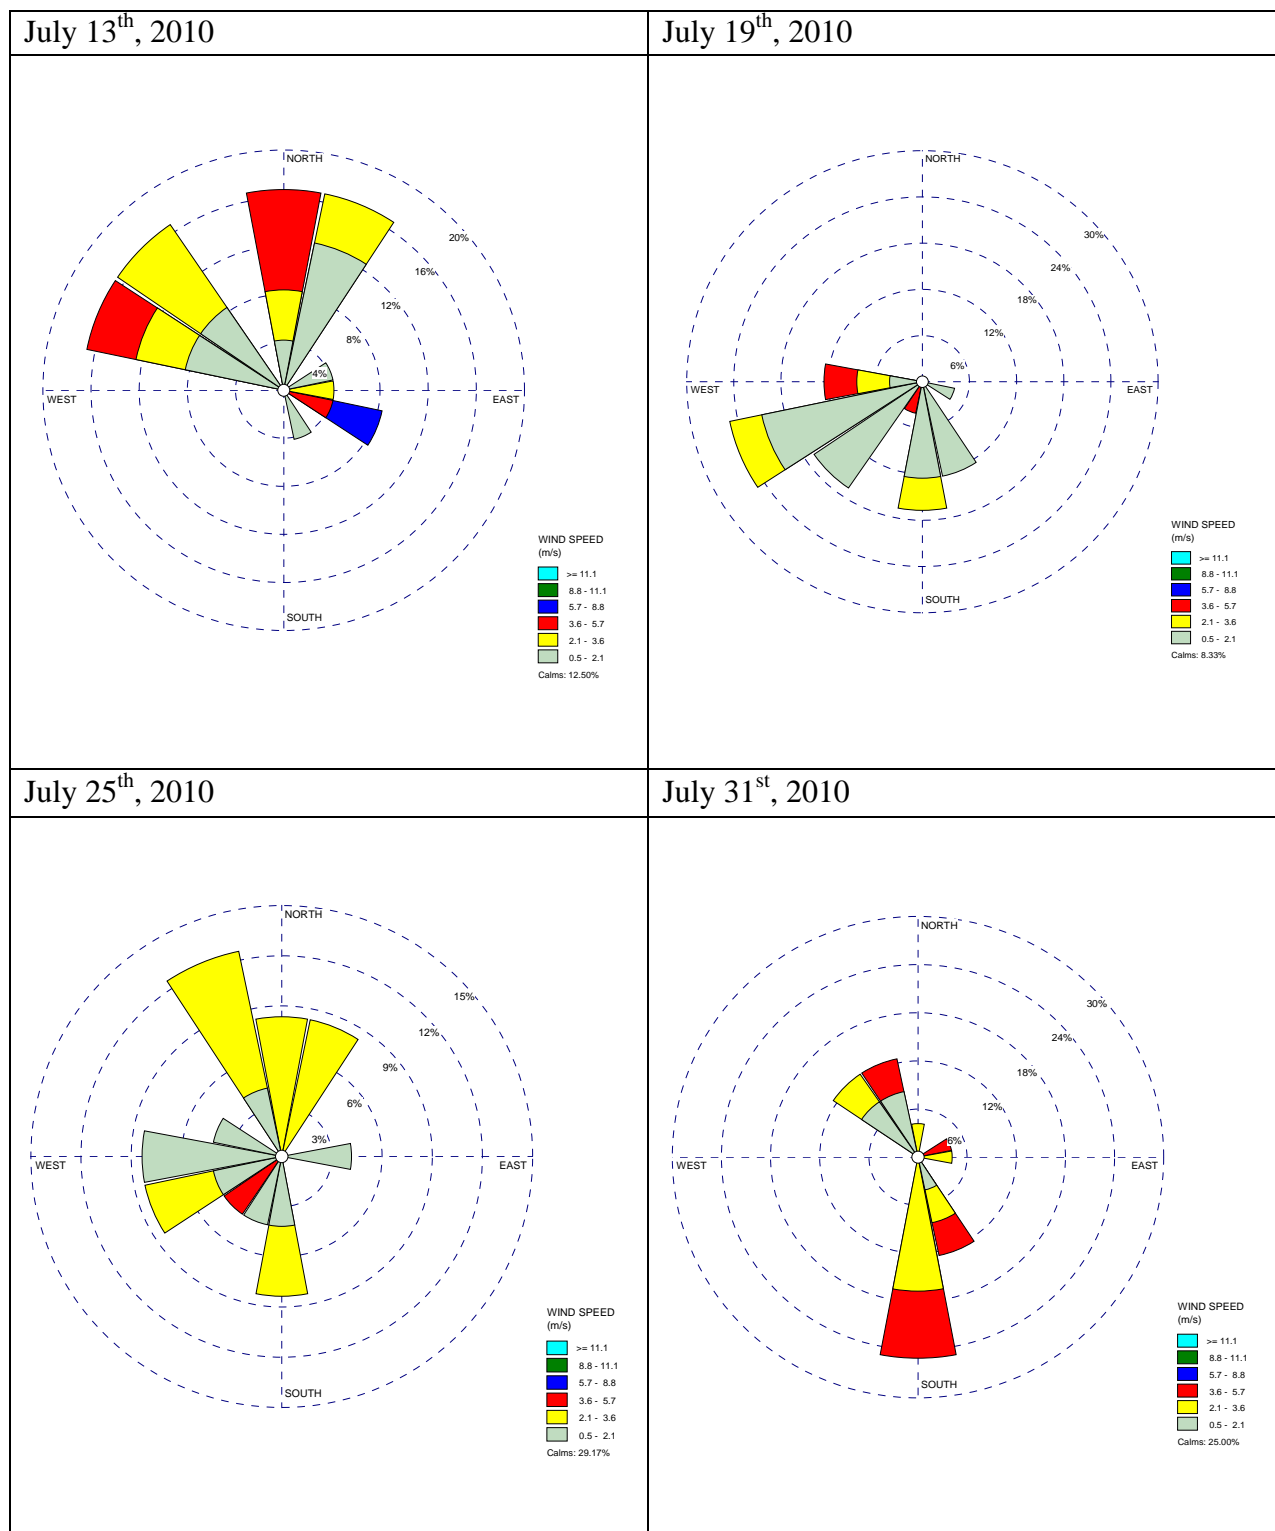 July 13th, 2010
NORTH
20%
16%
12%
8%
4%
WEST
EAST
SOUTH
WIND SPEED
(m/s)
>= 11.1
8.8 - 11.1
5.7 - 8.8
3.6 - 5.7
2.1 - 3.6
0.5 - 2.1
Calms: 12.50%
July 19th, 2010
NORTH
30%
24%
18%
12%
6%
WEST
EAST
SOUTH
WIND SPEED
(m/s)
>= 11.1
8.8 - 11.1
5.7 - 8.8
3.6 - 5.7
2.1 - 3.6
0.5 - 2.1
Calms: 8.33%
July 25th, 2010
NORTH
15%
12%
9%
6%
3%
WEST
EAST
SOUTH
WIND SPEED
(m/s)
>= 11.1
8.8 - 11.1
5.7 - 8.8
3.6 - 5.7
2.1 - 3.6
0.5 - 2.1
Calms: 29.17%
July 31st, 2010
NORTH
30%
24%
18%
12%
6%
WEST
EAST
SOUTH
WIND SPEED
(m/s)
>= 11.1
8.8 - 11.1
5.7 - 8.8
3.6 - 5.7
2.1 - 3.6
0.5 - 2.1
Calms: 25.00%